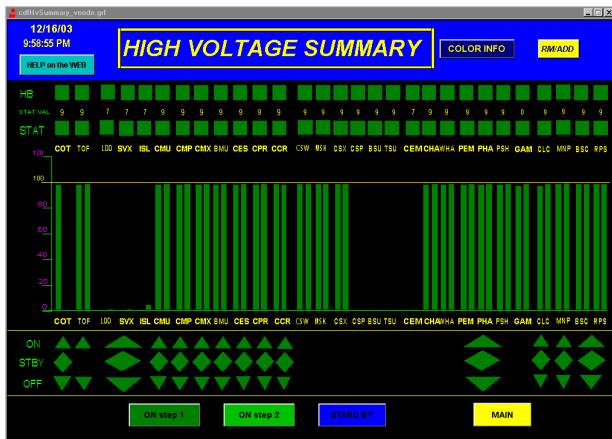 cdfHvSummary_vnode.grf
12/16/03
9:58:55 PM
HIGH VOLTAGE SUMMARY
COLOR INFO
RM/ADD
HELP on the WEB
HB
STAT VAL 9 9 7 7 7 9 9 9 9 9 9 9 9 9 9 9 9 9 7 9 9 9 9 9 0 9 9 9 9
STAT
COT TOF L00 SVX ISL CMU CMP CMX BMU CES CPR CCR CSW MSK CSX CSP BSU TSU CEM CHA WHA PEM PHA PSH GAM CLC MNP BSC RPS
120
100
80
60
40
20
0
COT TOF L00 SVX ISL CMU CMP CMX BMU CES CPR CCR CSW MSK CSX CSP BSU TSU CEM CHA WHA PEM PHA PSH GAM CLC MNP BSC RPS
ON
STBY
OFF
ON step 1
ON step 2
STAND BY
MAIN